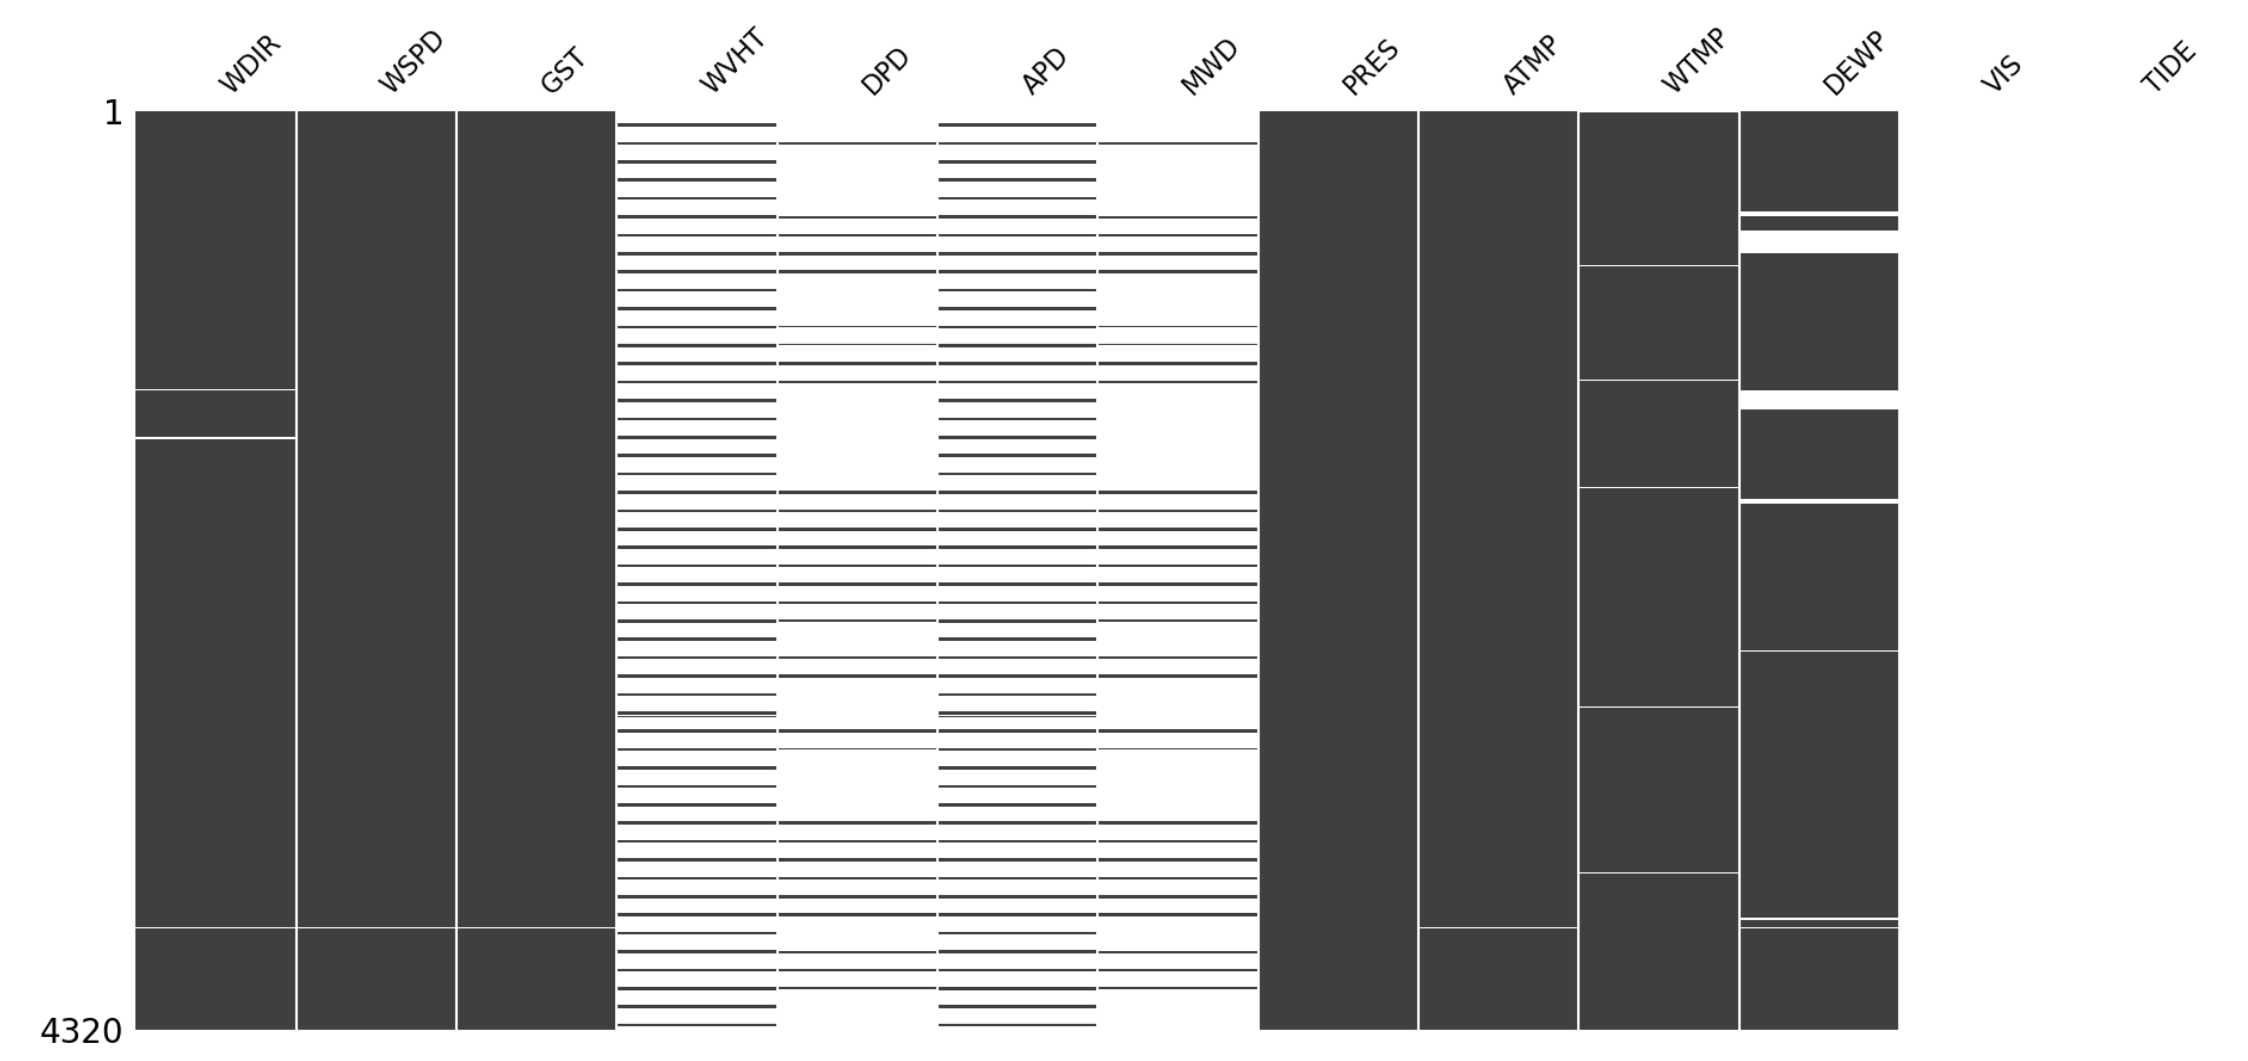 WDIR WSPD GST WVHT DPD APD MWD PRES ATMP WTMP DEWP VIS TIDE
1
4320